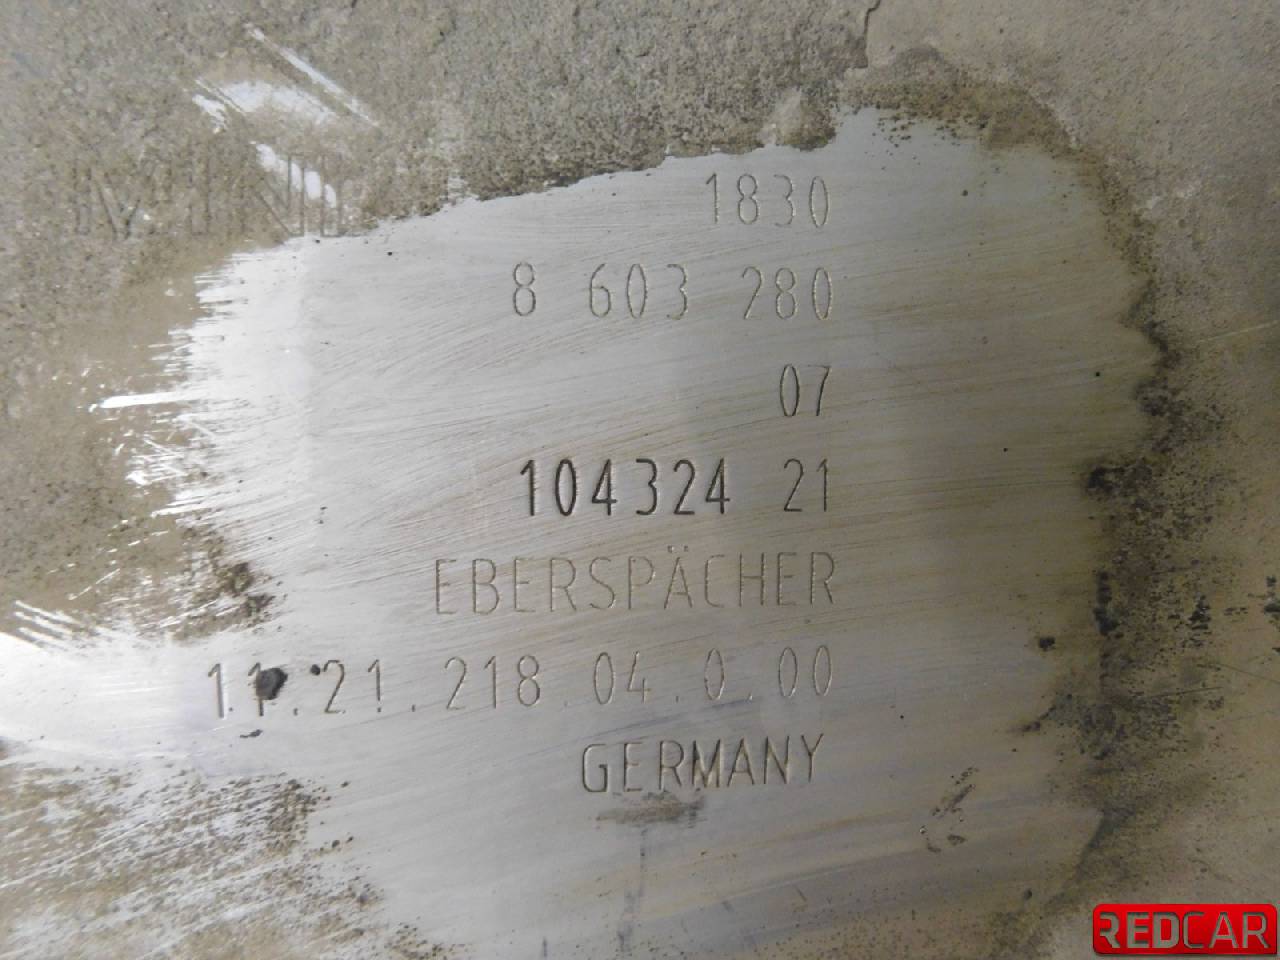 1830
8 603 280
07
104324 21
EBERSPÄCHER
11.21.218.04.0.00
GERMANY
REDCAR